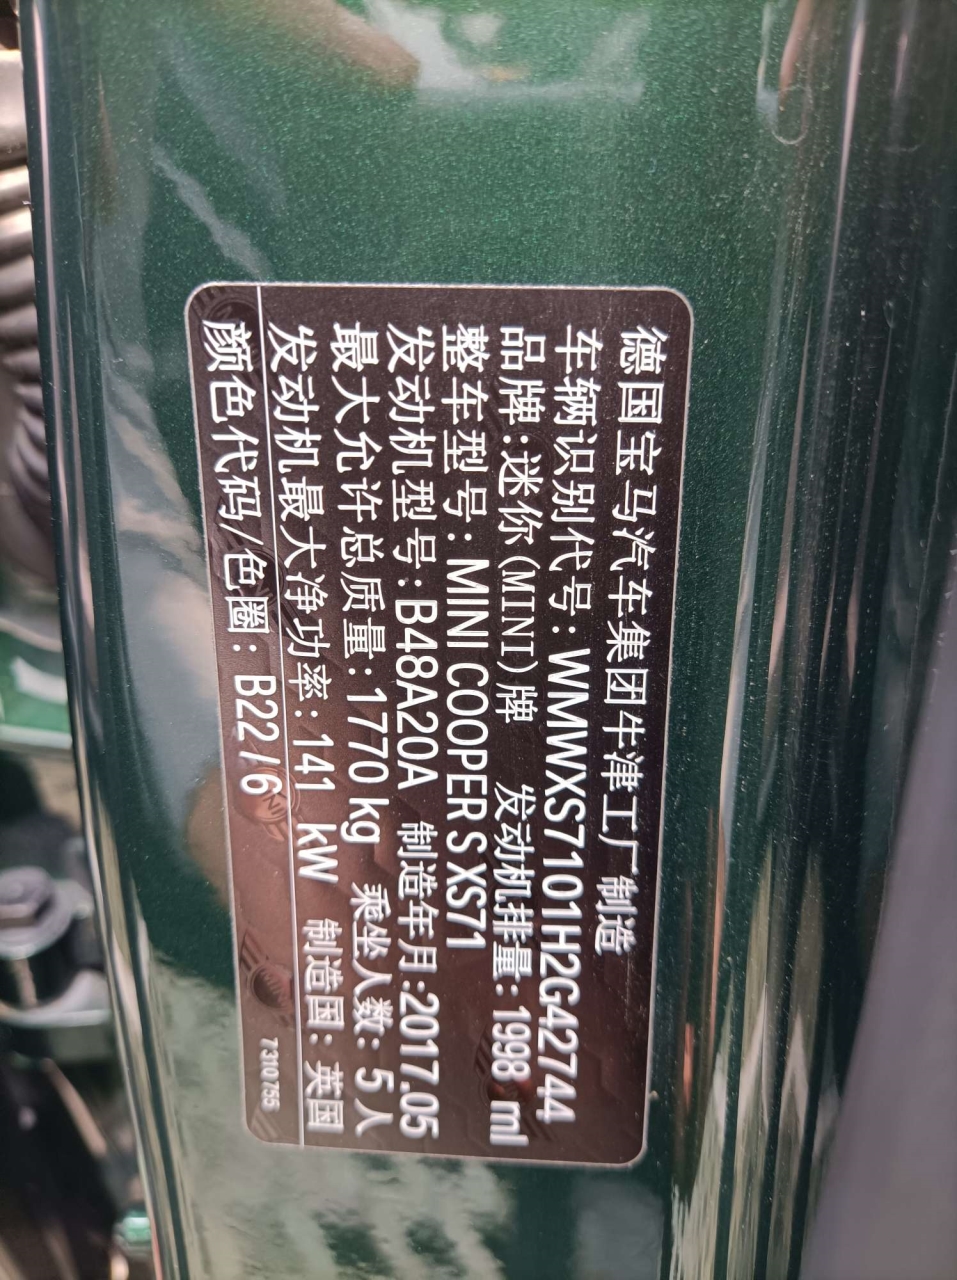 德国宝马汽车集团牛津工厂制造
车辆识别代号: WMWXS7101H2G42744
品牌:迷你(MINI)牌 发动机排量: 1998 ml
整车型号: MINI COOPER S XS71
发动机型号: B48A20A 制造年月:2017.05
最大允许总质量: 1770 kg 乘坐人数: 5人
发动机最大净功率: 141 kW 制造国: 英国
颜色代码/色圈: B22 / 6 7 310 755